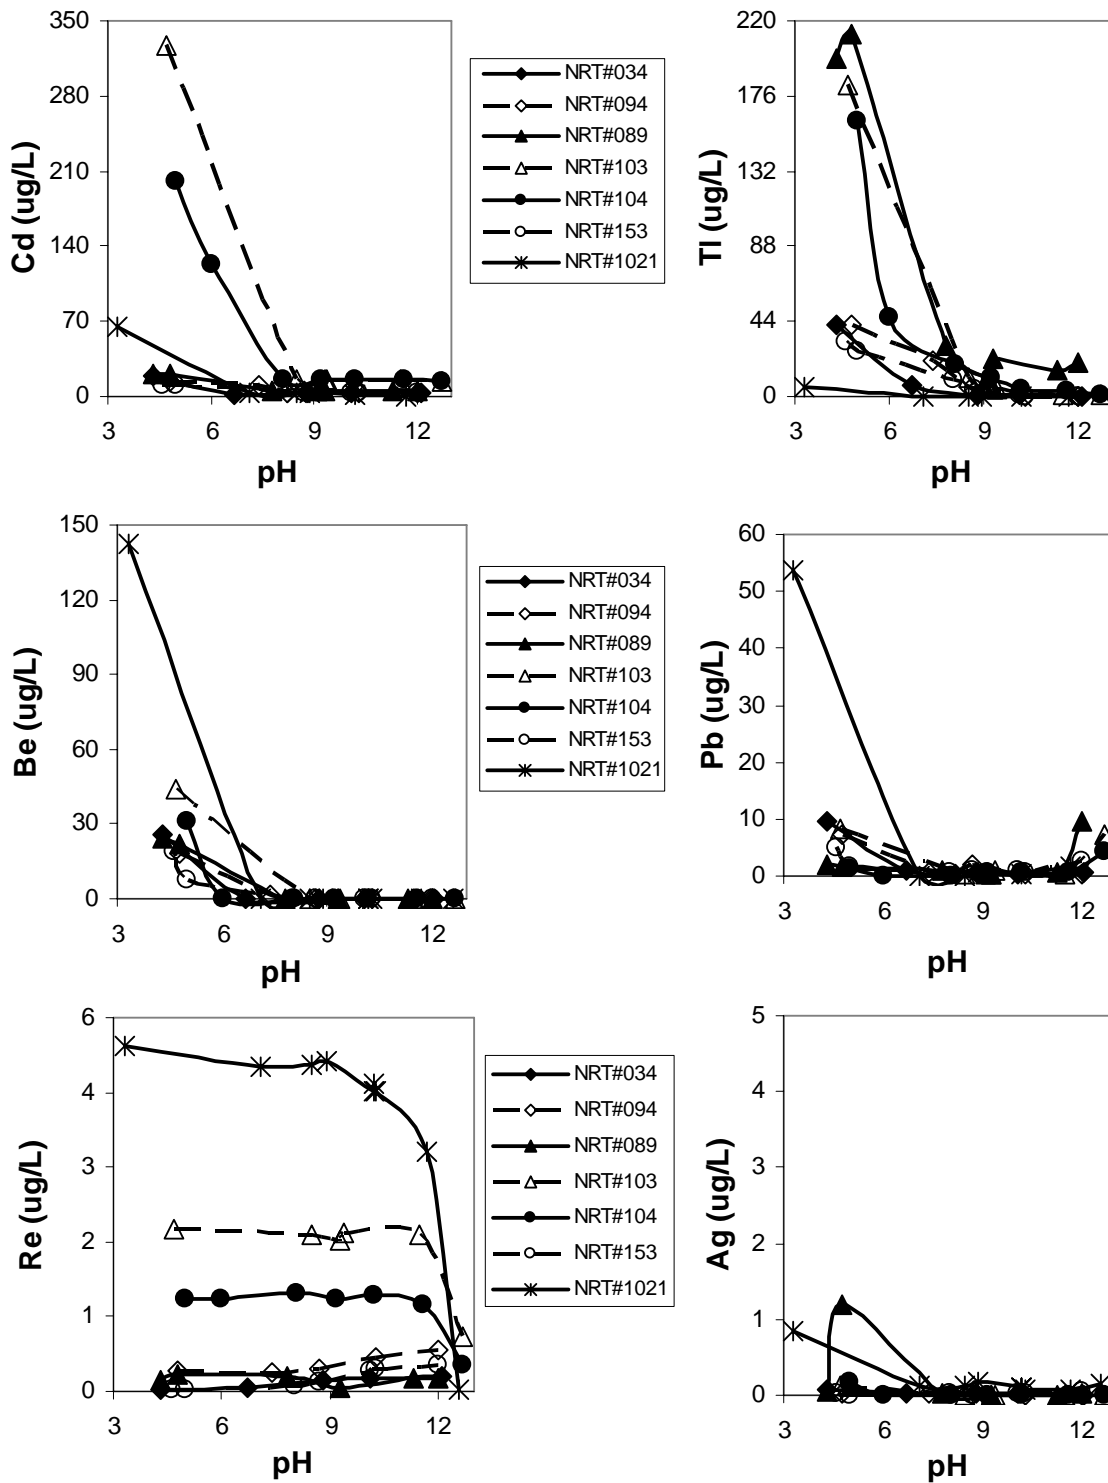 350
280
210
140
70
0
Cd (ug/L)
3 6 9 12
pH
NRT#034
NRT#094
NRT#089
NRT#103
NRT#104
NRT#153
NRT#1021
220
176
132
88
44
0
Tl (ug/L)
3 6 9 12
pH
150
120
90
60
30
0
Be (ug/L)
3 6 9 12
pH
NRT#034
NRT#094
NRT#089
NRT#103
NRT#104
NRT#153
NRT#1021
60
50
40
30
20
10
0
Pb (ug/L)
3 6 9 12
pH
6
4
3
2
1
0
Re (ug/L)
3 6 9 12
pH
NRT#034
NRT#094
NRT#089
NRT#103
NRT#104
NRT#153
NRT#1021
5
4
3
2
1
0
Ag (ug/L)
3 6 9 12
pH